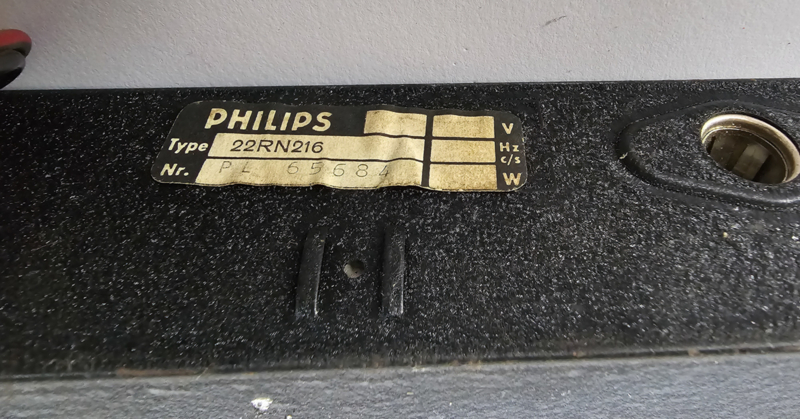 PHILIPS V
Type 22RN216 Hz
c/s
Nr. PL 65684 W